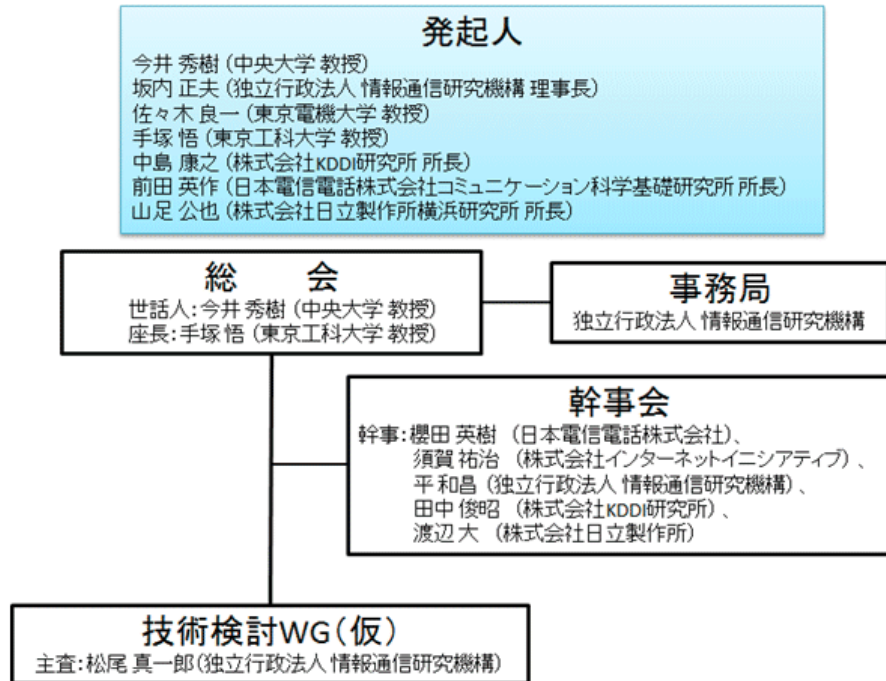 発起人
今井 秀樹 (中央大学 教授)
坂内 正夫 (独立行政法人 情報通信研究機構 理事長)
佐々木 良一 (東京電機大学 教授)
手塚 悟 (東京工科大学 教授)
中島 康之 (株式会社KDDI研究所 所長)
前田 英作 (日本電信電話株式会社コミュニケーション科学基礎研究所 所長)
山足 公也 (株式会社日立製作所横浜研究所 所長)
総　会
世話人:今井 秀樹 (中央大学 教授)
座長:手塚 悟 (東京工科大学 教授)
事務局
独立行政法人 情報通信研究機構
幹事会
幹事:櫻田 英樹 (日本電信電話株式会社)、
須賀 祐治 (株式会社インターネットイニシアティブ) 、
平 和昌 (独立行政法人 情報通信研究機構)、
田中 俊昭 (株式会社KDDI研究所) 、
渡辺 大 (株式会社日立製作所)
技術検討WG(仮)
主査:松尾 真一郎(独立行政法人 情報通信研究機構)